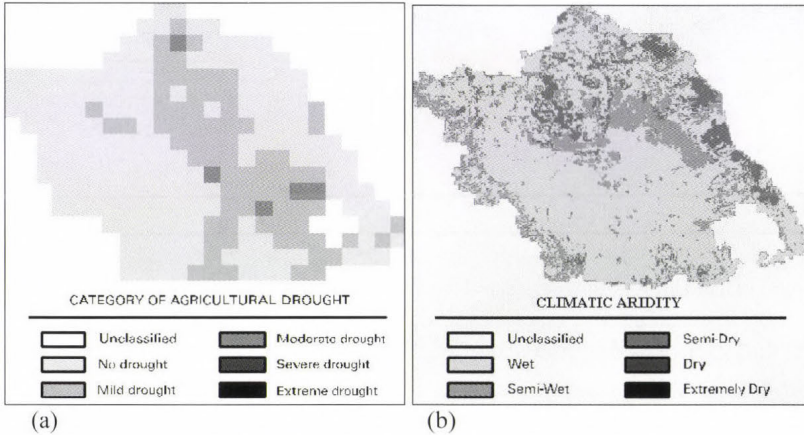 CATEGORY OF AGRICULTURAL DROUGHT
Unclassified
Moderate drought
No drought
Severe drought
Mild drought
Extreme drought
(a)
CLIMATIC ARIDITY
Unclassified
Semi-Dry
Wet
Dry
Semi-Wet
Extremely Dry
(b)